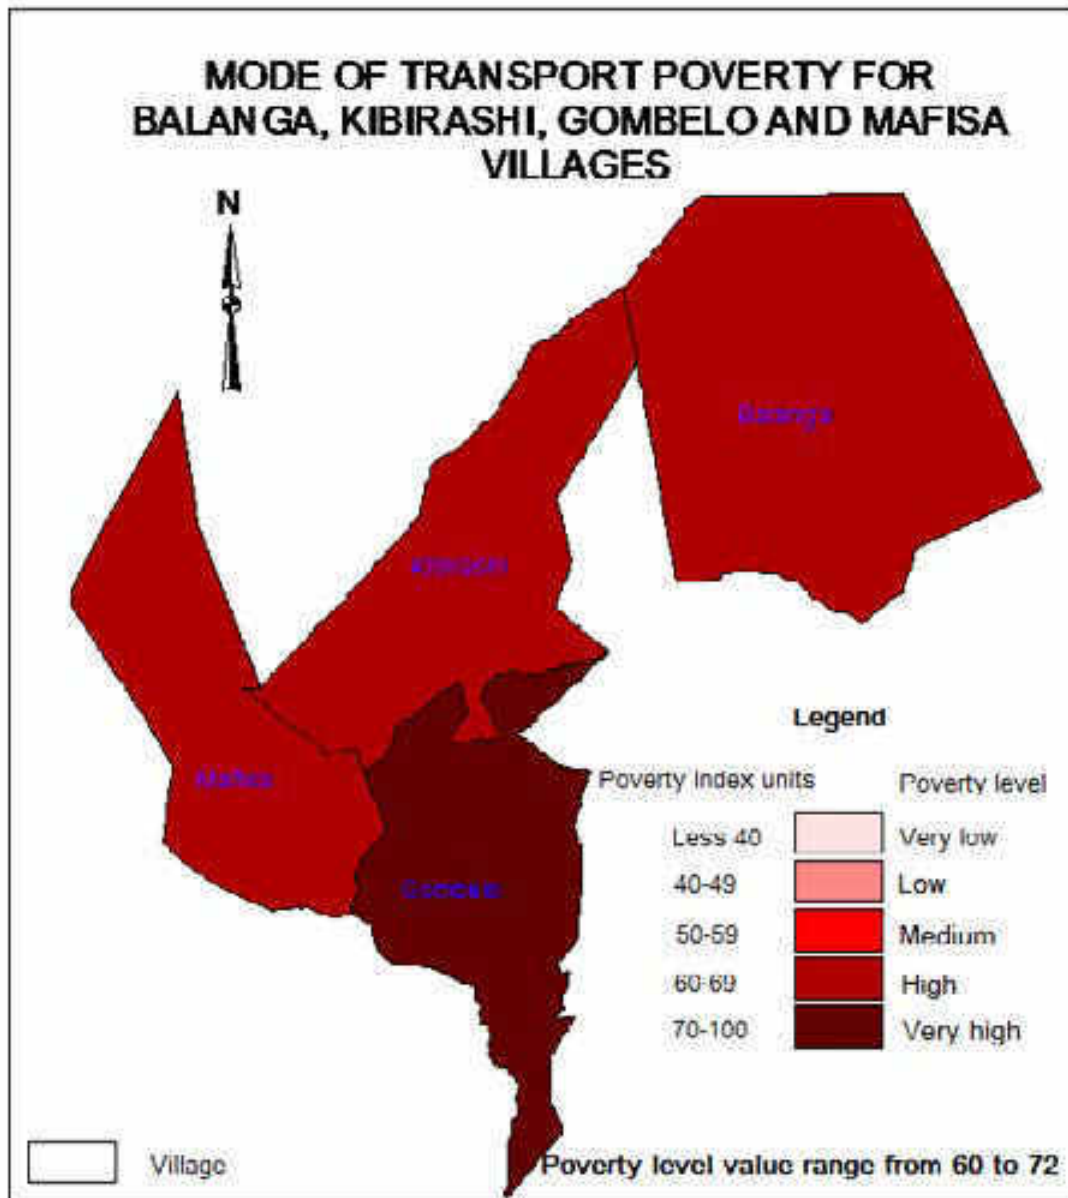 MODE OF TRANSPORT POVERTY FOR
BALANGA, KIBIRASHI, GOMBELO AND MAFISA
VILLAGES
N
Balanga
Kibirashi
Mafisa
Gombelo
Legend
Poverty Index units Poverty level
Less 40 Very low
40-49 Low
50-59 Medium
60-69 High
70-100 Very high
Village
Poverty level value range from 60 to 72